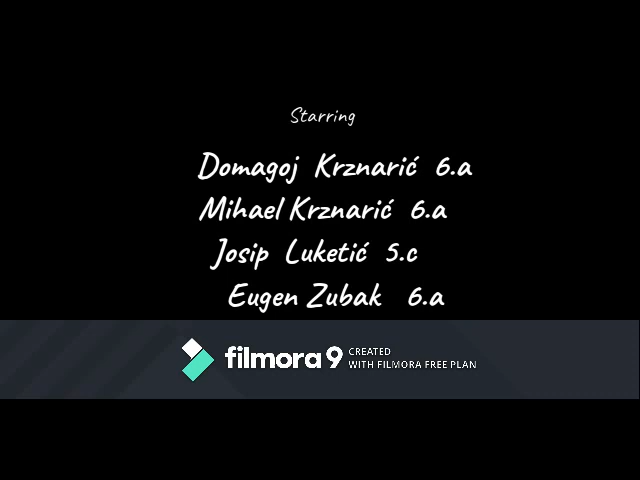 Starring
Domagoj Krznarić 6.a
Mihael Krznarić 6.a
Josip Luketić 5.c
Eugen Zubak 6.a
filmora 9 CREATED
WITH FILMORA FREE PLAN